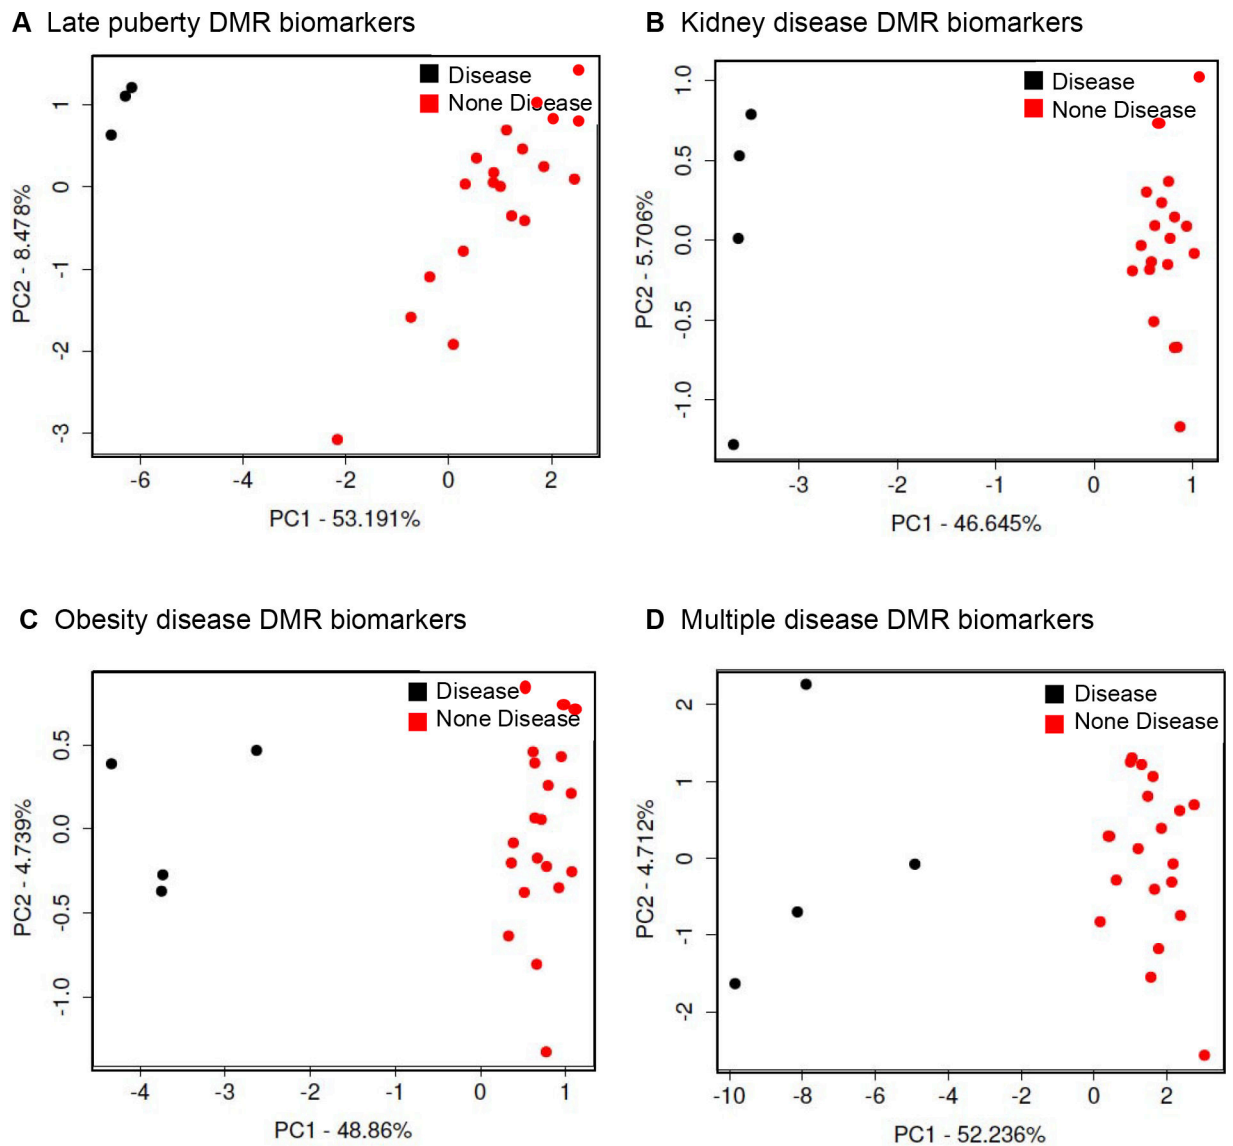 A Late puberty DMR biomarkers
Disease
None Disease
1
0
-1
-2
-3
PC2 - 8.478%
-6 -4 -2 0 2
PC1 - 53.191%
B Kidney disease DMR biomarkers
Disease
None Disease
1.0
0.5
0.0
-0.5
-1.0
PC2 - 5.706%
-3 -2 -1 0 1
PC1 - 46.645%
C Obesity disease DMR biomarkers
Disease
None Disease
0.5
0.0
-0.5
-1.0
PC2 - 4.739%
-4 -3 -2 -1 0 1
PC1 - 48.86%
D Multiple disease DMR biomarkers
Disease
None Disease
2
1
0
-1
-2
PC2 - 4.712%
-10 -8 -6 -4 -2 0 2
PC1 - 52.236%